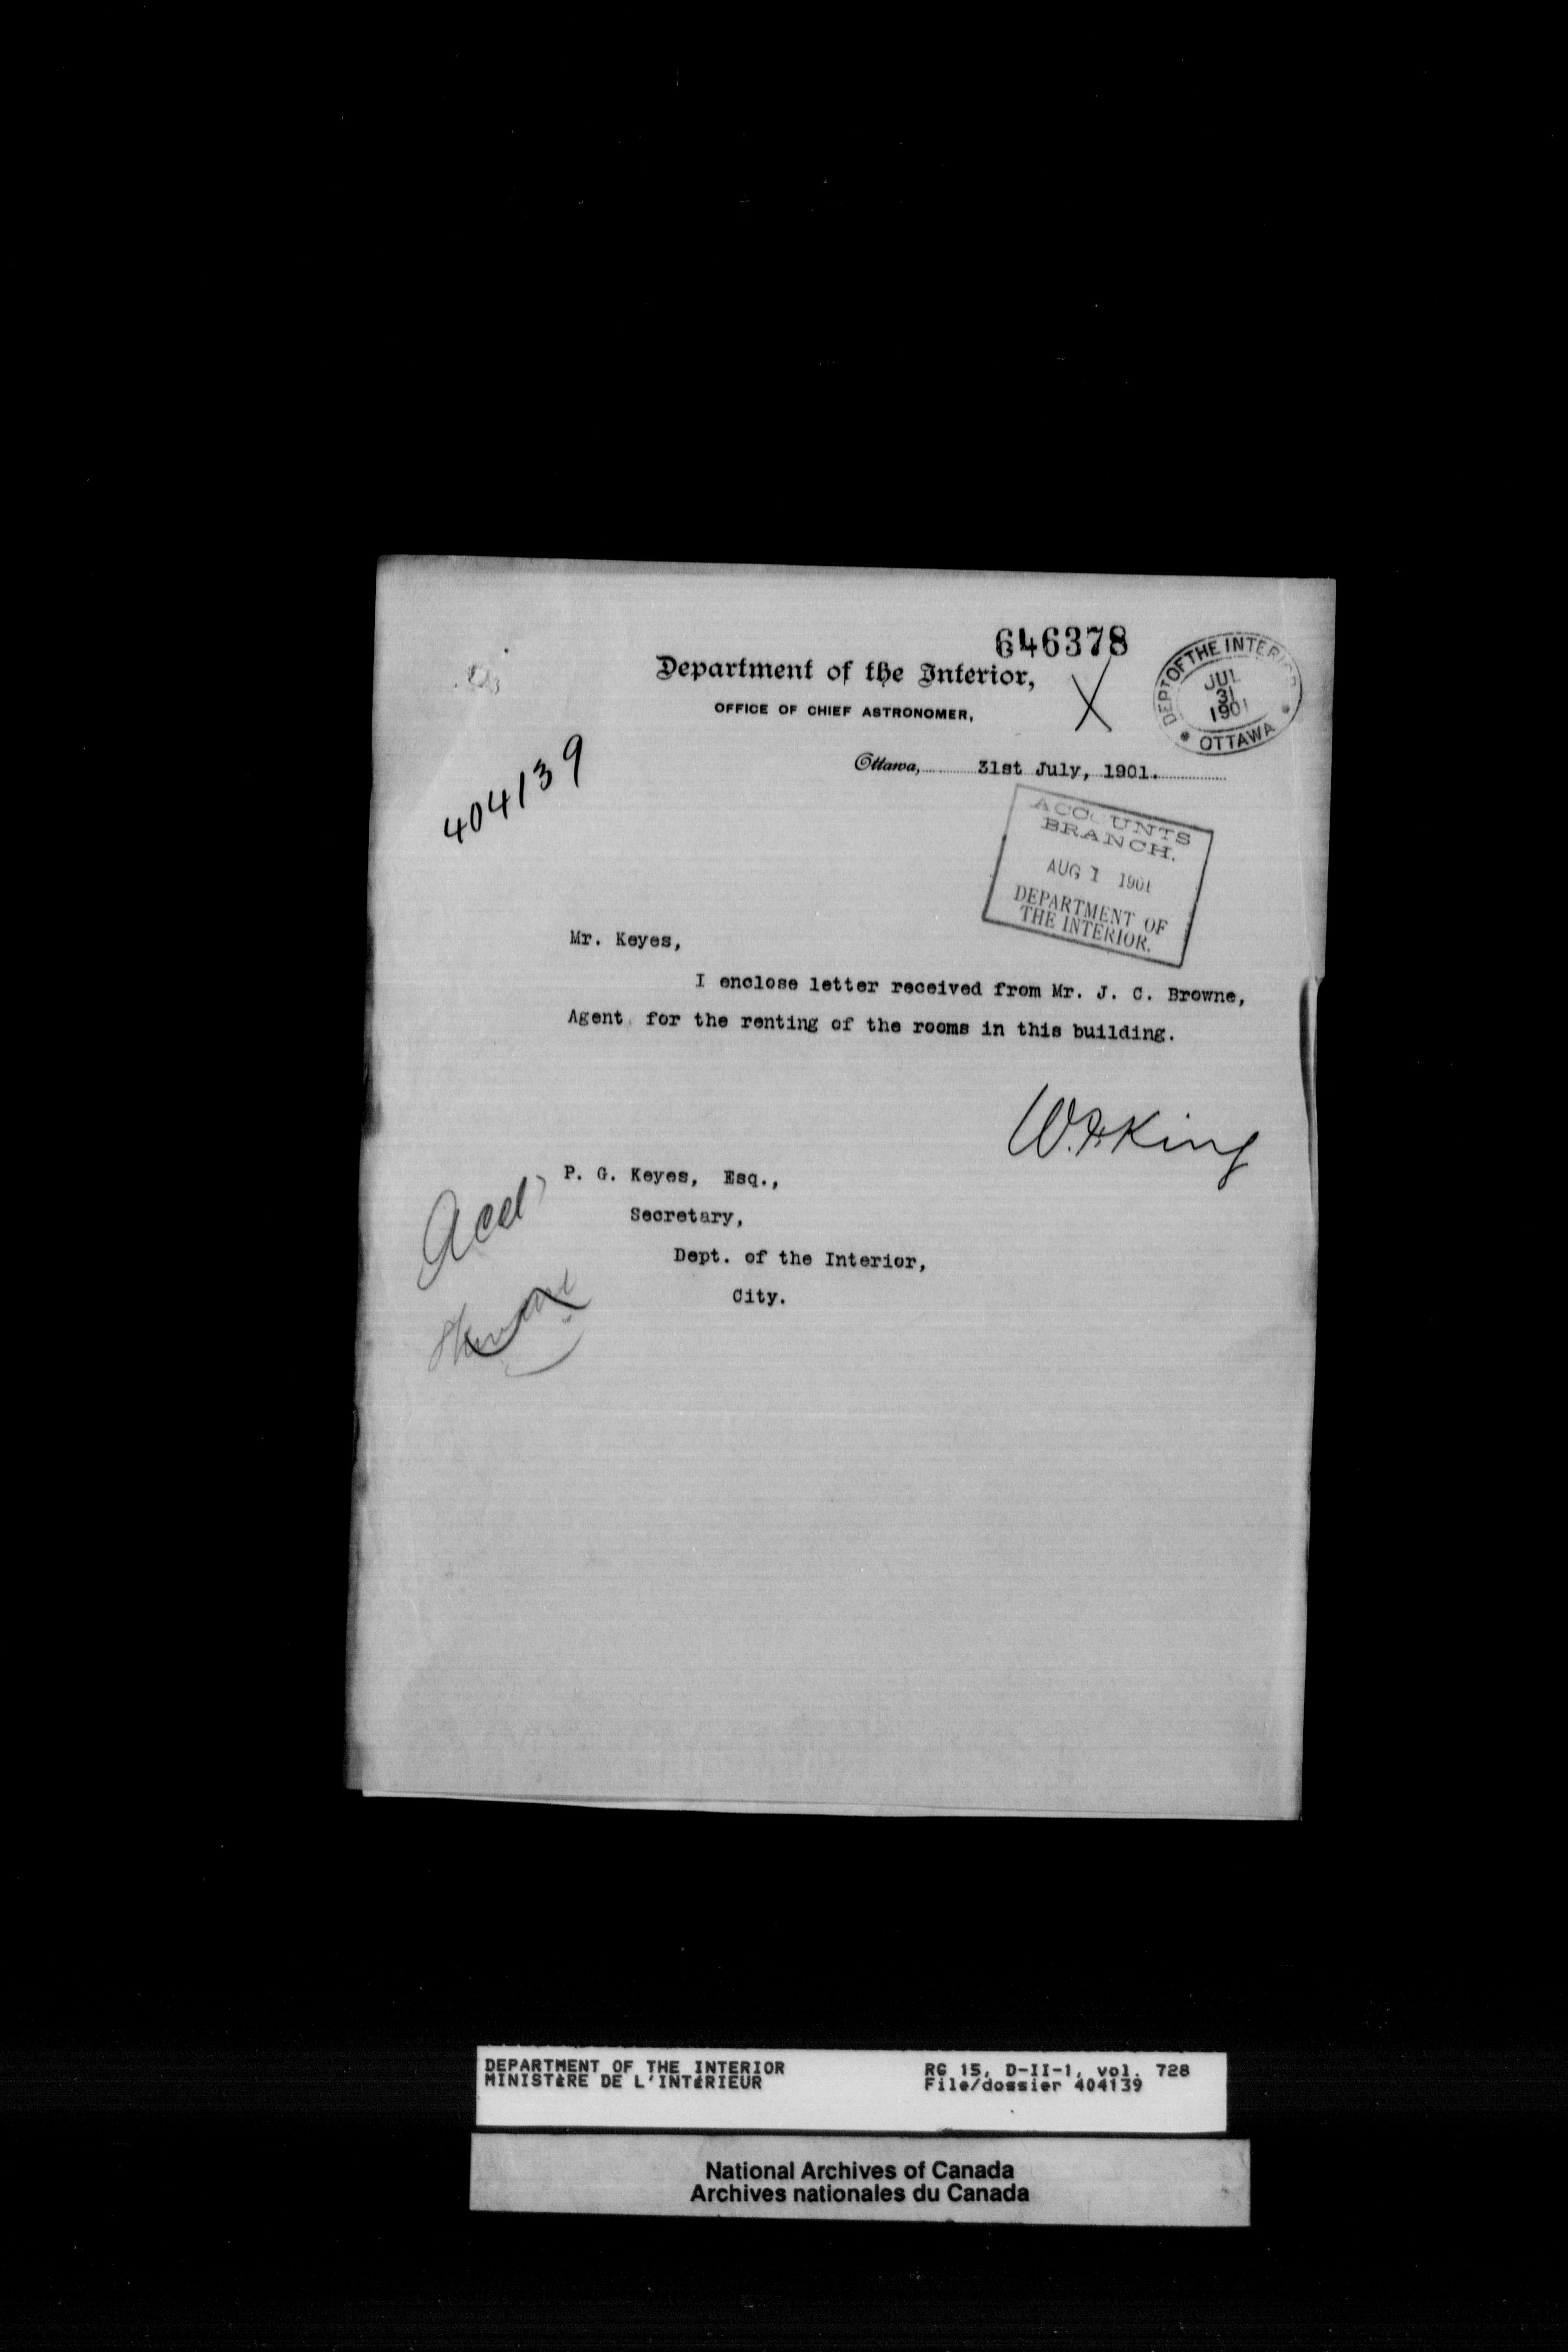 646378
Department of the Interior,
OFFICE OF CHIEF ASTRONOMER,
DEPT OF THE INTERIOR
JUL
31
1901
OTTAWA
Ottawa, 31st July, 1901.
404139
ACCOUNTS
BRANCH.
AUG 1 1901
DEPARTMENT OF
THE INTERIOR.
Mr. Keyes,
I enclose letter received from Mr. J. C. Browne,
Agent for the renting of the rooms in this building.
W.F.King
P. G. Keyes, Esq.,
Secretary,
Dept. of the Interior,
City.
DEPARTMENT OF THE INTERIOR
MINISTÈRE DE L'INTÉRIEUR
RG 15, D-II-1, vol. 728
File/dossier 404139
National Archives of Canada
Archives nationales du Canada